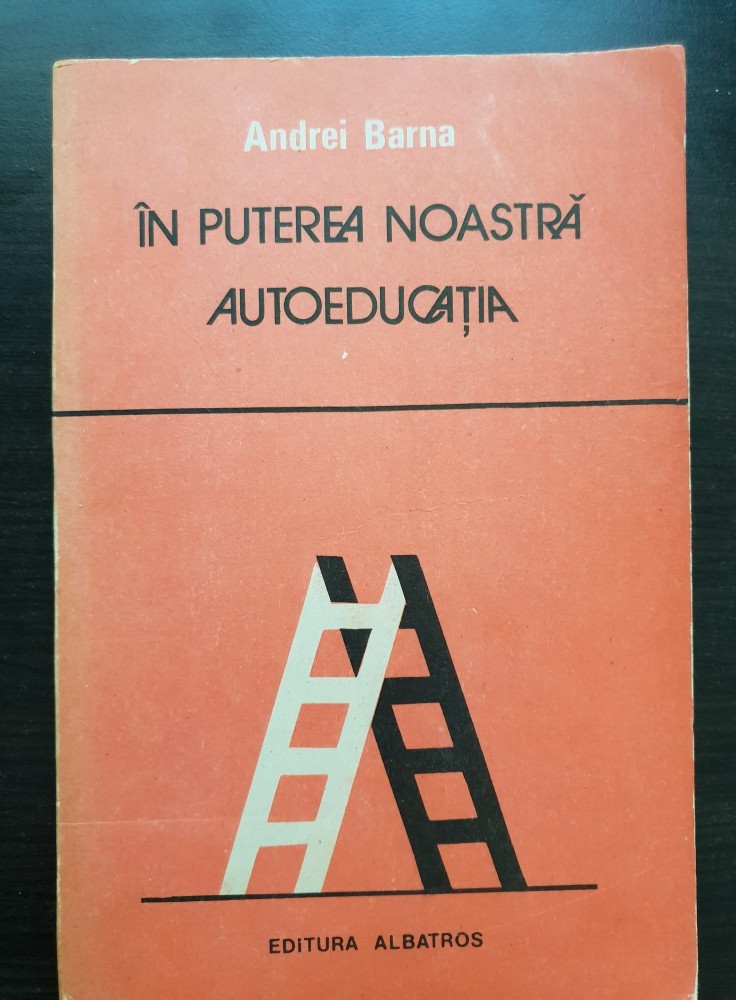 Andrei Barna
ÎN PUTEREA NOASTRĂ
AUTOEDUCAȚIA
EDITURA ALBATROS